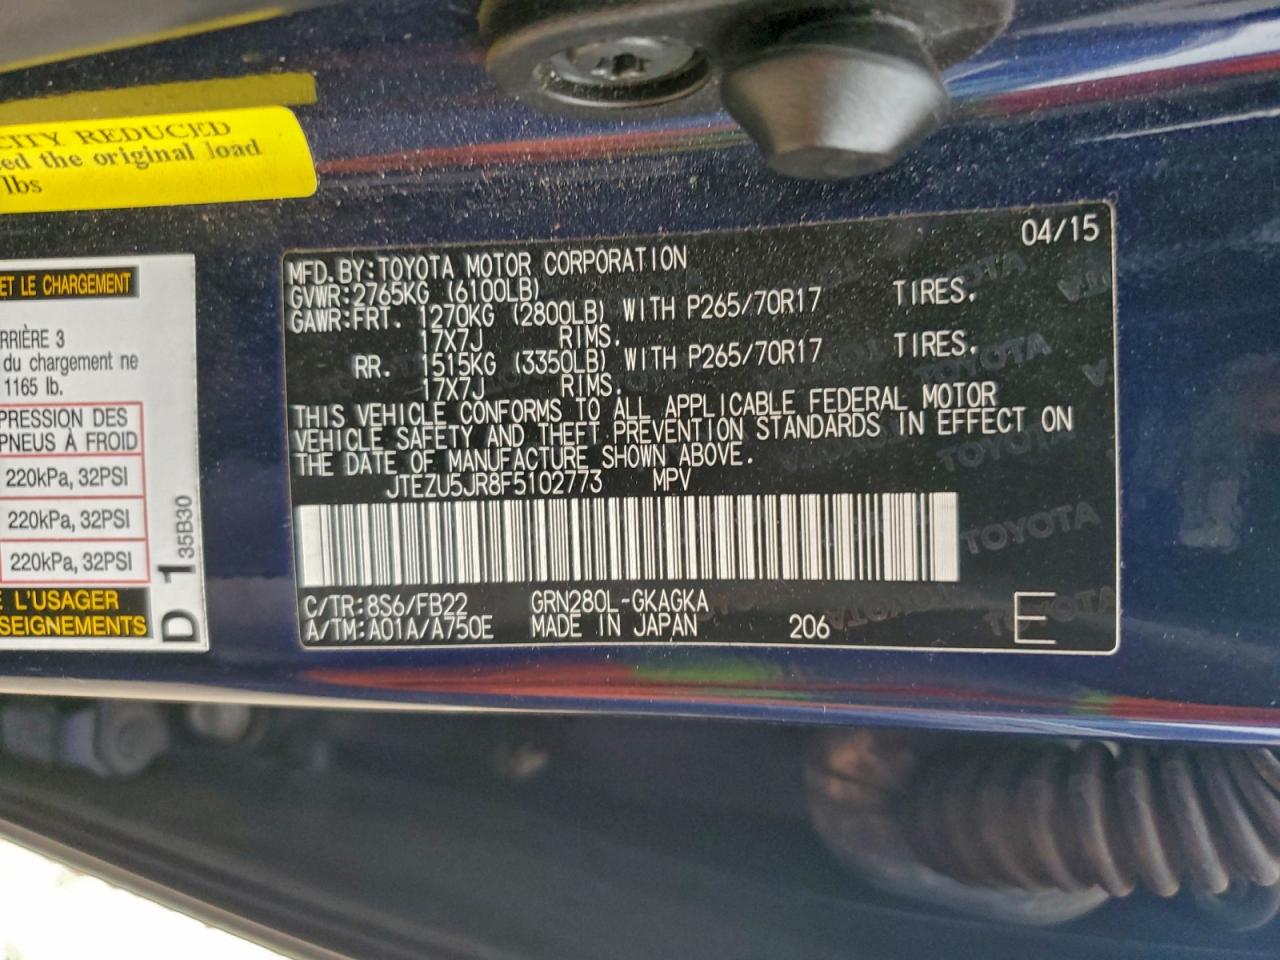 CITY REDUCED
ed the original load
lbs
ET LE CHARGEMENT
RRIÈRE 3
du chargement ne
1165 lb.
PRESSION DES
PNEUS À FROID
220kPa, 32PSI
220kPa, 32PSI
220kPa, 32PSI
L'USAGER
SEIGNEMENTS
D 1 35B30
04/15
MFD. BY: TOYOTA MOTOR CORPORATION
GVWR: 2765KG (6100LB)
GAWR: FRT. 1270KG (2800LB) WITH P265/70R17 TIRES.
17X7J RIMS.
RR. 1515KG (3350LB) WITH P265/70R17 TIRES.
17X7J RIMS.
THIS VEHICLE CONFORMS TO ALL APPLICABLE FEDERAL MOTOR
VEHICLE SAFETY AND THEFT PREVENTION STANDARDS IN EFFECT ON
THE DATE OF MANUFACTURE SHOWN ABOVE.
JTEZU5JR8F5102773 MPV
TOYOTA
C/TR: 8S6/FB22 GRN280L-GKAGKA
A/TM: A01A/A750E MADE IN JAPAN 206 E